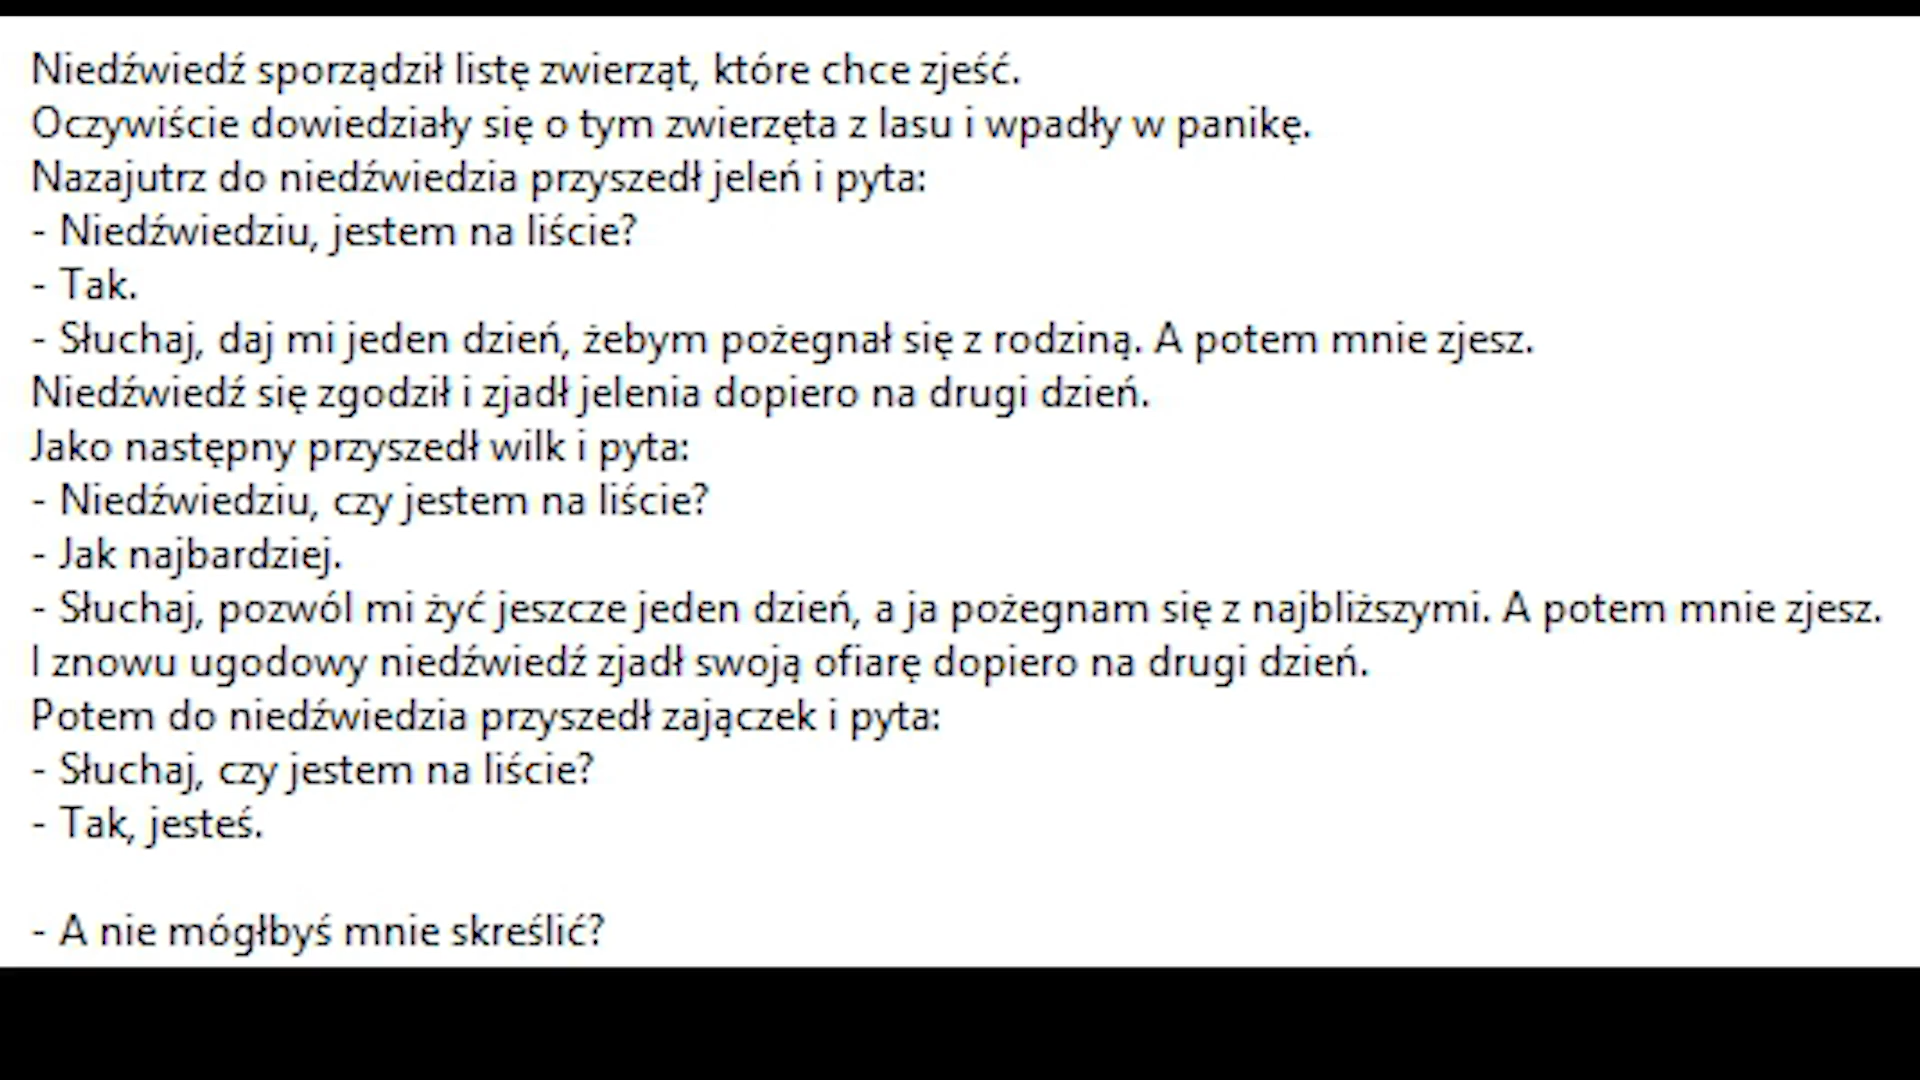 Niedźwiedź sporządził listę zwierząt, które chce zjeść.
Oczywiście dowiedziały się o tym zwierzęta z lasu i wpadły w panikę.
Nazajutrz do niedźwiedzia przyszedł jeleń i pyta:
- Niedźwiedziu, jestem na liście?
- Tak.
- Słuchaj, daj mi jeden dzień, żebym pożegnał się z rodziną. A potem mnie zjesz.
Niedźwiedź się zgodził i zjadł jelenia dopiero na drugi dzień.
Jako następny przyszedł wilk i pyta:
- Niedźwiedziu, czy jestem na liście?
- Jak najbardziej.
- Słuchaj, pozwól mi żyć jeszcze jeden dzień, a ja pożegnam się z najbliższymi. A potem mnie zjesz.
I znowu ugodowy niedźwiedź zjadł swoją ofiarę dopiero na drugi dzień.
Potem do niedźwiedzia przyszedł zajączek i pyta:
- Słuchaj, czy jestem na liście?
- Tak, jesteś.
- A nie mógłbyś mnie skreślić?